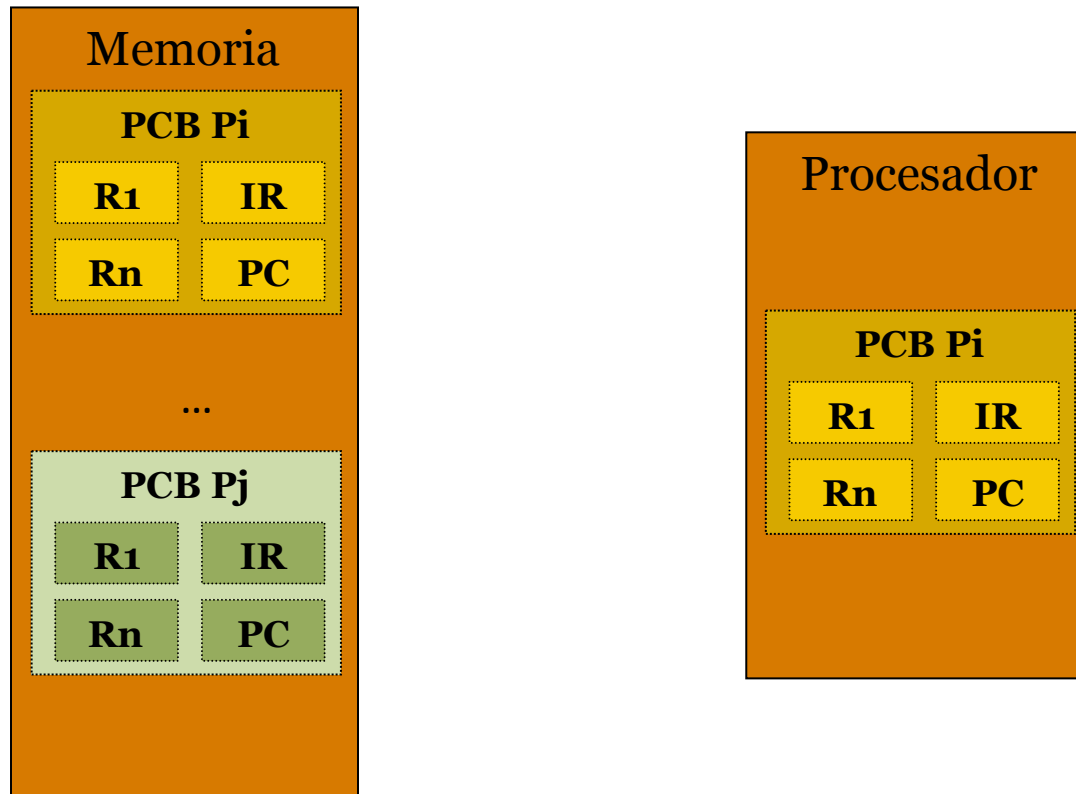 Memoria
PCB Pi
R1 IR
Rn PC
...
PCB Pj
R1 IR
Rn PC
Procesador
PCB Pi
R1 IR
Rn PC